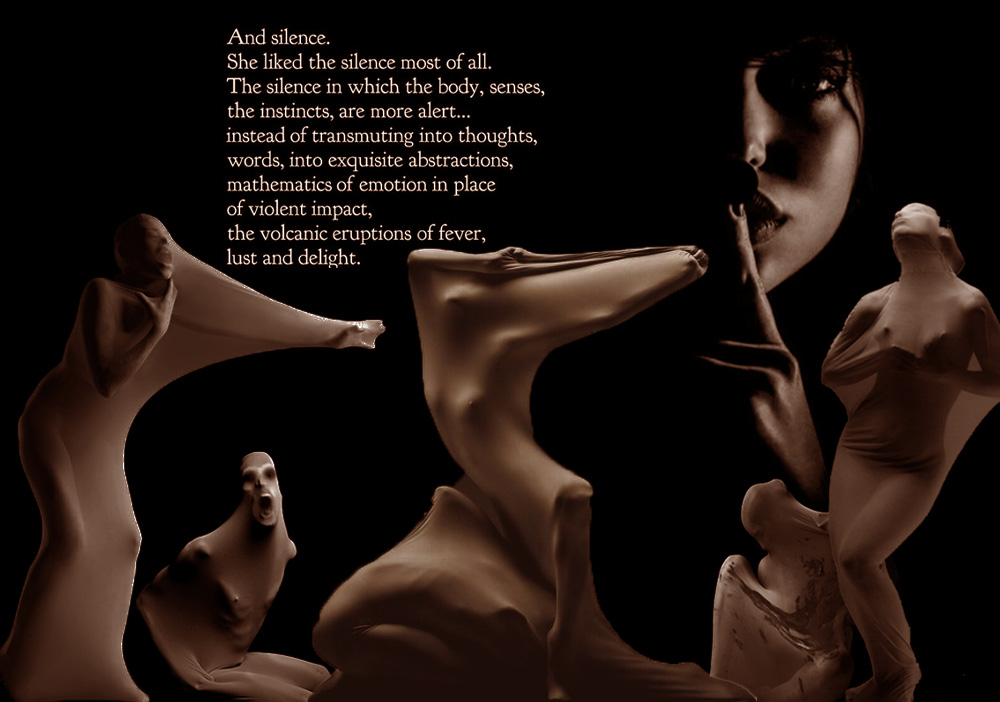 And silence.
She liked the silence most of all.
The silence in which the body, senses,
the instincts, are more alert...
instead of transmuting into thoughts,
words, into exquisite abstractions,
mathematics of emotion in place
of violent impact,
the volcanic eruptions of fever,
lust and delight.